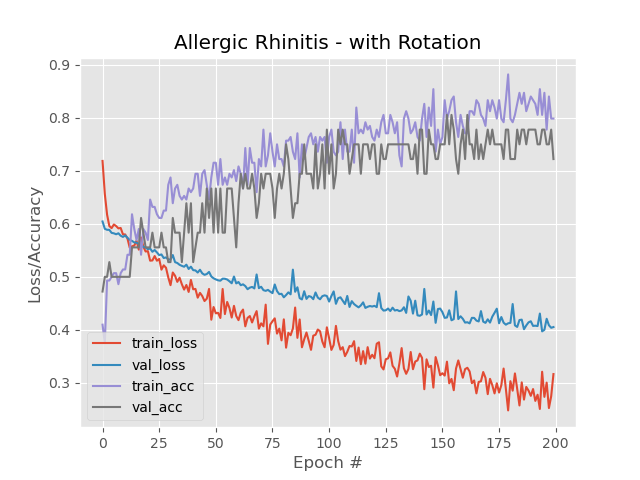 Allergic Rhinitis - with Rotation
Loss/Accuracy
0.9
0.8
0.7
0.6
0.5
0.4
0.3
train_loss
val_loss
train_acc
val_acc
0 25 50 75 100 125 150 175 200
Epoch #